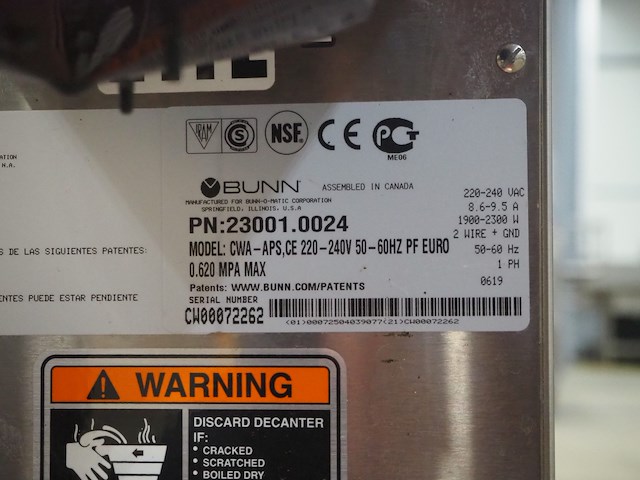 NSF. CE PCT
ME06
BUNN® ASSEMBLED IN CANADA
MANUFACTURED FOR BUNN-O-MATIC CORPORATION
SPRINGFIELD, ILLINOIS, U.S.A
PN:23001.0024
MODEL: CWA-APS,CE 220-240V 50-60HZ PF EURO
0.620 MPA MAX
Patents: WWW.BUNN.COM/PATENTS
SERIAL NUMBER
CW00072262
(01)00072504039077(21)CW00072262
220-240 VAC
8.6-9.5 A
1900-2300 W
2 WIRE + GND
50-60 Hz
1 PH
0619
S DE LAS SIGUIENTES PATENTES:
ENTES PUEDE ESTAR PENDIENTE
WARNING
DISCARD DECANTER
IF:
• CRACKED
• SCRATCHED
• BOILED DRY